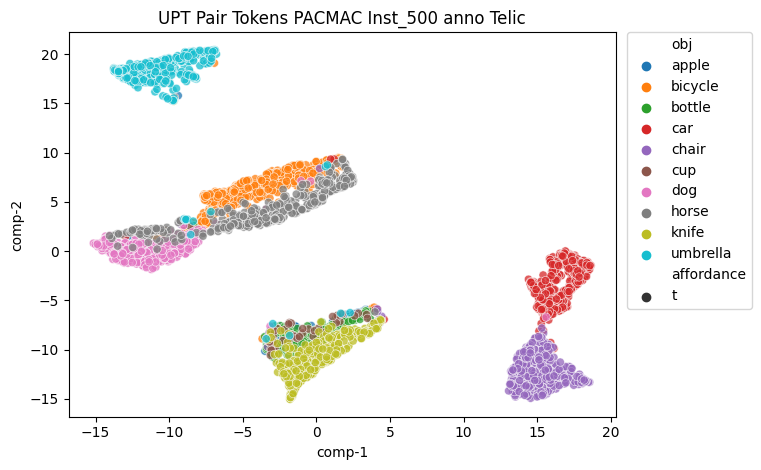 UPT Pair Tokens PACMAC Inst_500 anno Telic
comp-2
20
15
10
5
0
−5
−10
−15
−15
−10
−5
0
5
10
15
20
comp-1
obj
apple
bicycle
bottle
car
chair
cup
dog
horse
knife
umbrella
affordance
t